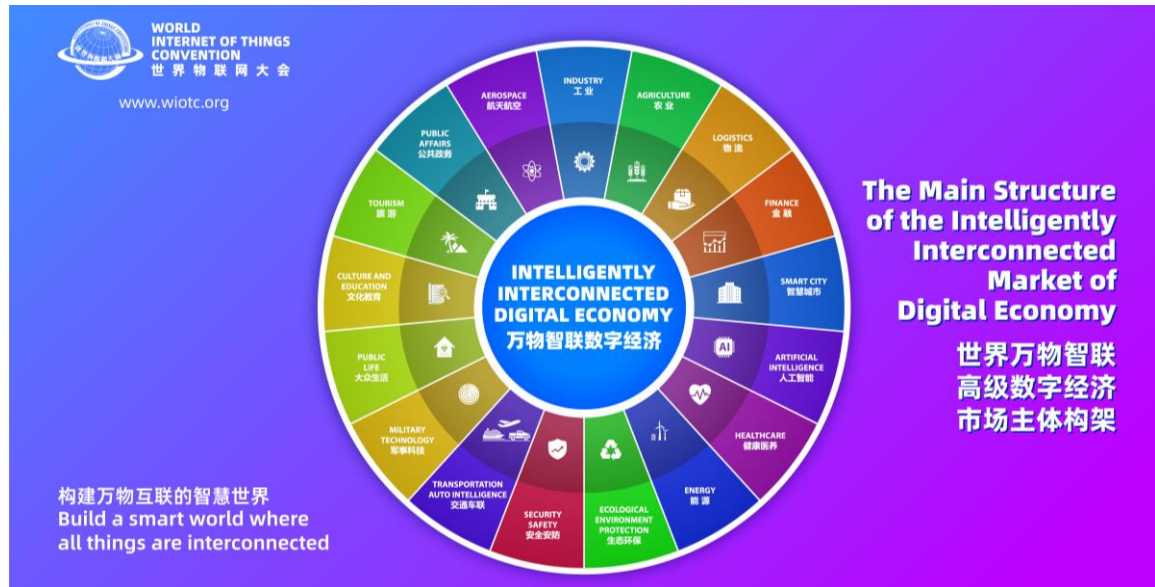 WORLD
INTERNET OF THINGS
CONVENTION
世界物联网大会
www.wiotc.org
INDUSTRY
工业
AGRICULTURE
农业
LOGISTICS
物流
FINANCE
金融
SMART CITY
智慧城市
ARTIFICIAL
INTELLIGENCE
人工智能
AI
HEALTHCARE
健康医养
ENERGY
能源
ECOLOGICAL
ENVIRONMENT
PROTECTION
生态环保
SECURITY
SAFETY
安全安防
TRANSPORTATION
AUTO INTELLIGENCE
交通车联
MILITARY
TECHNOLOGY
军事科技
PUBLIC
LIFE
大众生活
CULTURE AND
EDUCATION
文化教育
TOURISM
旅游
PUBLIC
AFFAIRS
公共政务
AEROSPACE
航天航空
INTELLIGENTLY
INTERCONNECTED
DIGITAL ECONOMY
万物智联数字经济
The Main Structure
of the Intelligently
Interconnected
Market of
Digital Economy
世界万物智联
高级数字经济
市场主体构架
构建万物互联的智慧世界
Build a smart world where
all things are interconnected